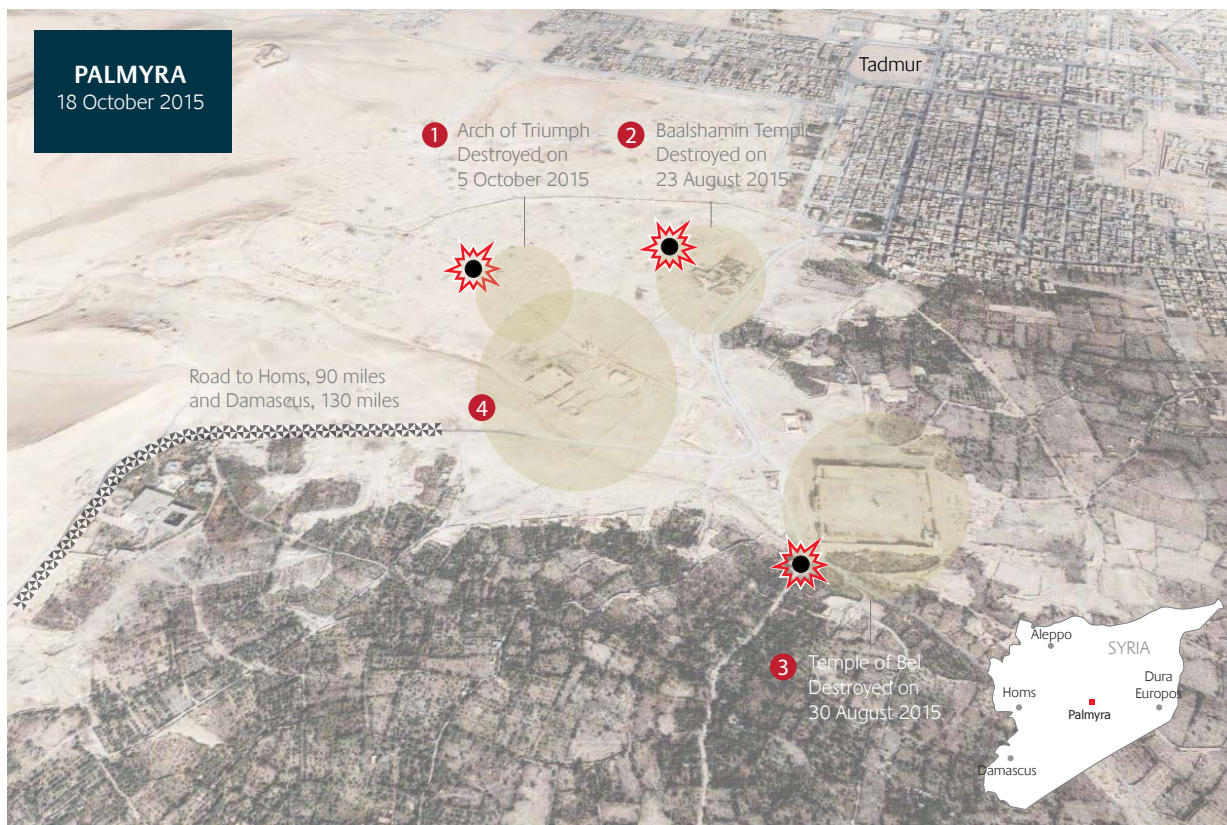 PALMYRA
18 October 2015
Tadmur
1
Arch of Triumph
Destroyed on
5 October 2015
2
Baalshamin Temple
Destroyed on
23 August 2015
Road to Homs, 90 miles
and Damascus, 130 miles
4
3
Temple of Bel
Destroyed on
30 August 2015
Aleppo
SYRIA
Dura
Europos
Homs
Palmyra
Damascus